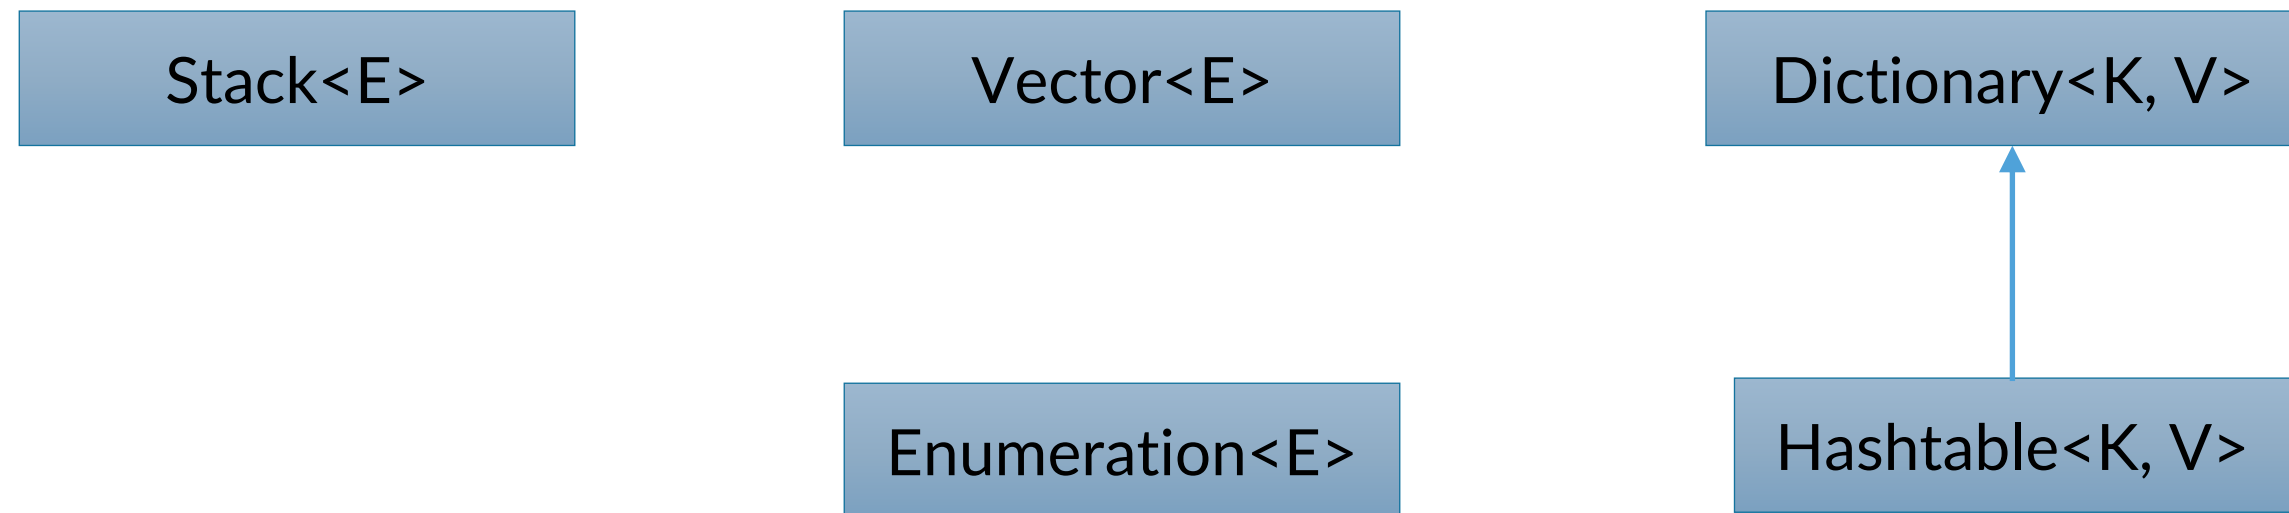 Stack<E>
Vector<E>
Dictionary<K, V>
Enumeration<E>
Hashtable<K, V>